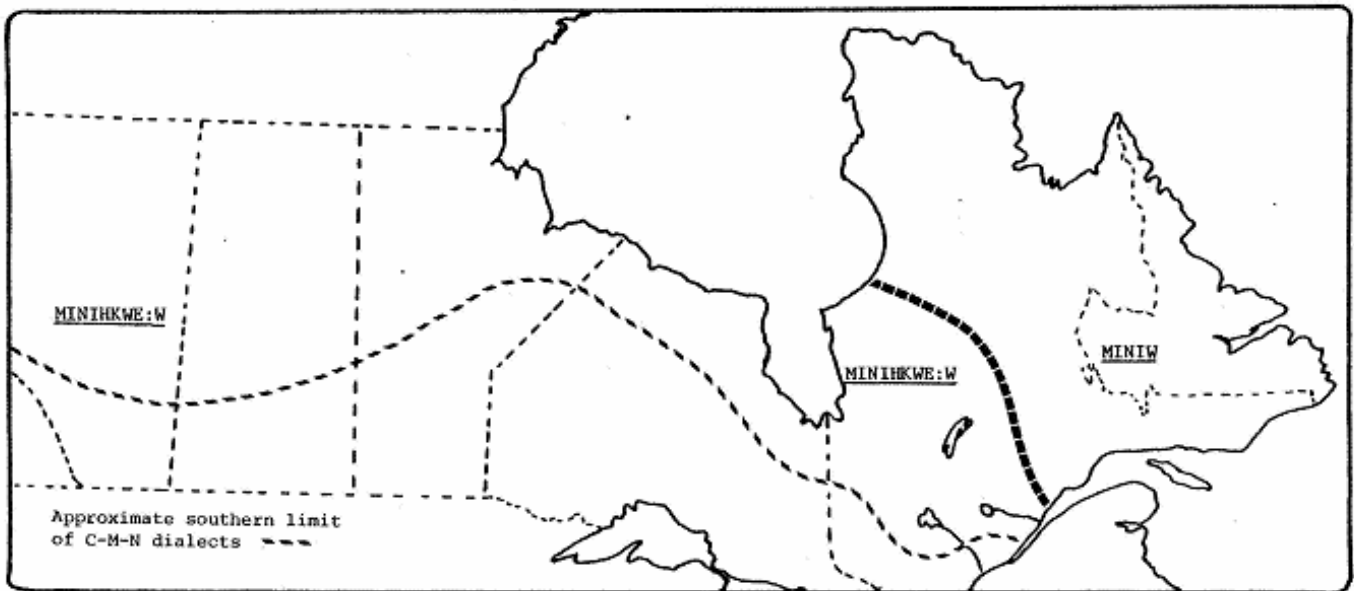 MINIHKWE:W
MINIW
MINIHKWE:W
Approximate southern limit
of C-M-N dialects